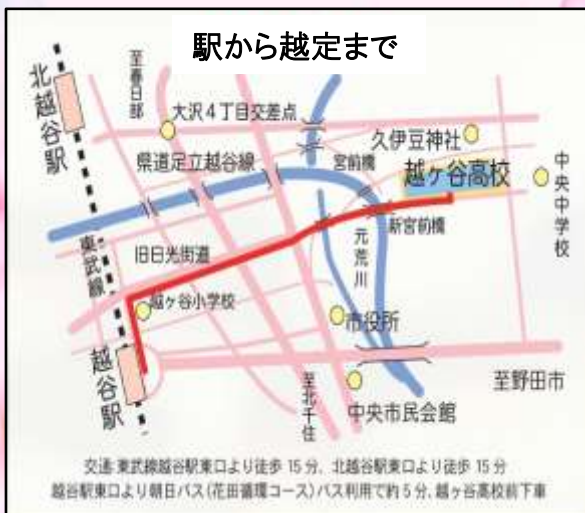 駅から越定まで
北越谷駅
至春日部
大沢4丁目交差点
久伊豆神社
中央中学校
県道足立越谷線
宮前橋
越ヶ谷高校
東武線
旧日光街道
元荒川
新宮前橋
越ヶ谷小学校
市役所
越谷駅
至北千住
至野田市
中央市民会館
交通:東武線越谷駅東口より徒歩 15分、北越谷駅東口より徒歩 15分
越谷駅東口より朝日バス(花田循環コース)バス利用で約5分、越ヶ谷高校前下車